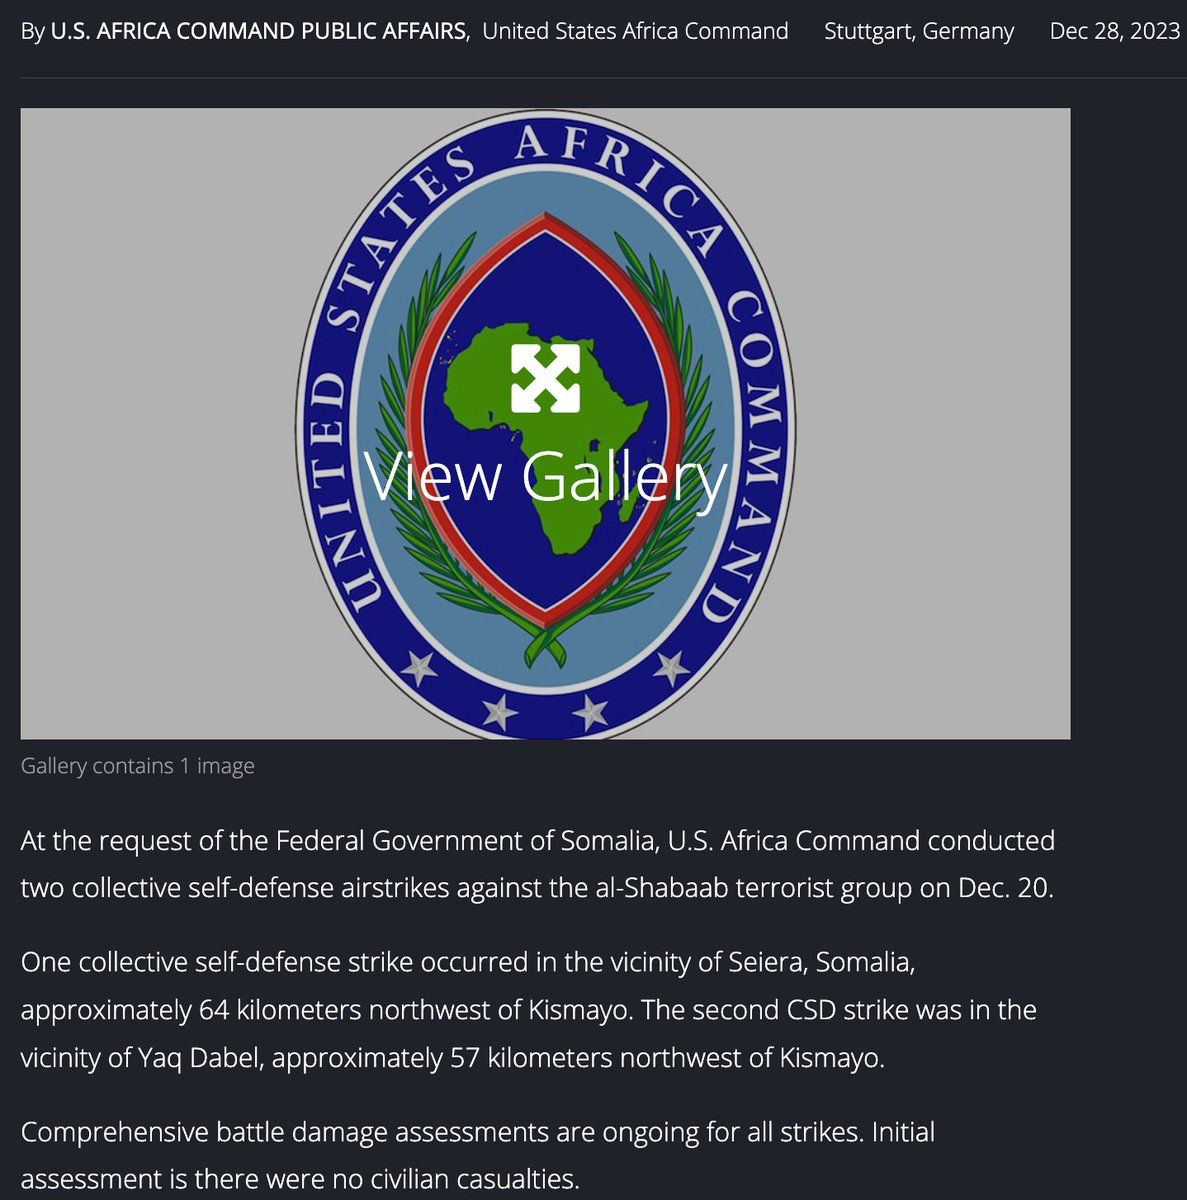 By U.S. AFRICA COMMAND PUBLIC AFFAIRS, United States Africa Command Stuttgart, Germany Dec 28, 2023
UNITED STATES AFRICA COMMAND
View Gallery
Gallery contains 1 image
At the request of the Federal Government of Somalia, U.S. Africa Command conducted
two collective self-defense airstrikes against the al-Shabaab terrorist group on Dec. 20.
One collective self-defense strike occurred in the vicinity of Seiera, Somalia,
approximately 64 kilometers northwest of Kismayo. The second CSD strike was in the
vicinity of Yaq Dabel, approximately 57 kilometers northwest of Kismayo.
Comprehensive battle damage assessments are ongoing for all strikes. Initial
assessment is there were no civilian casualties.